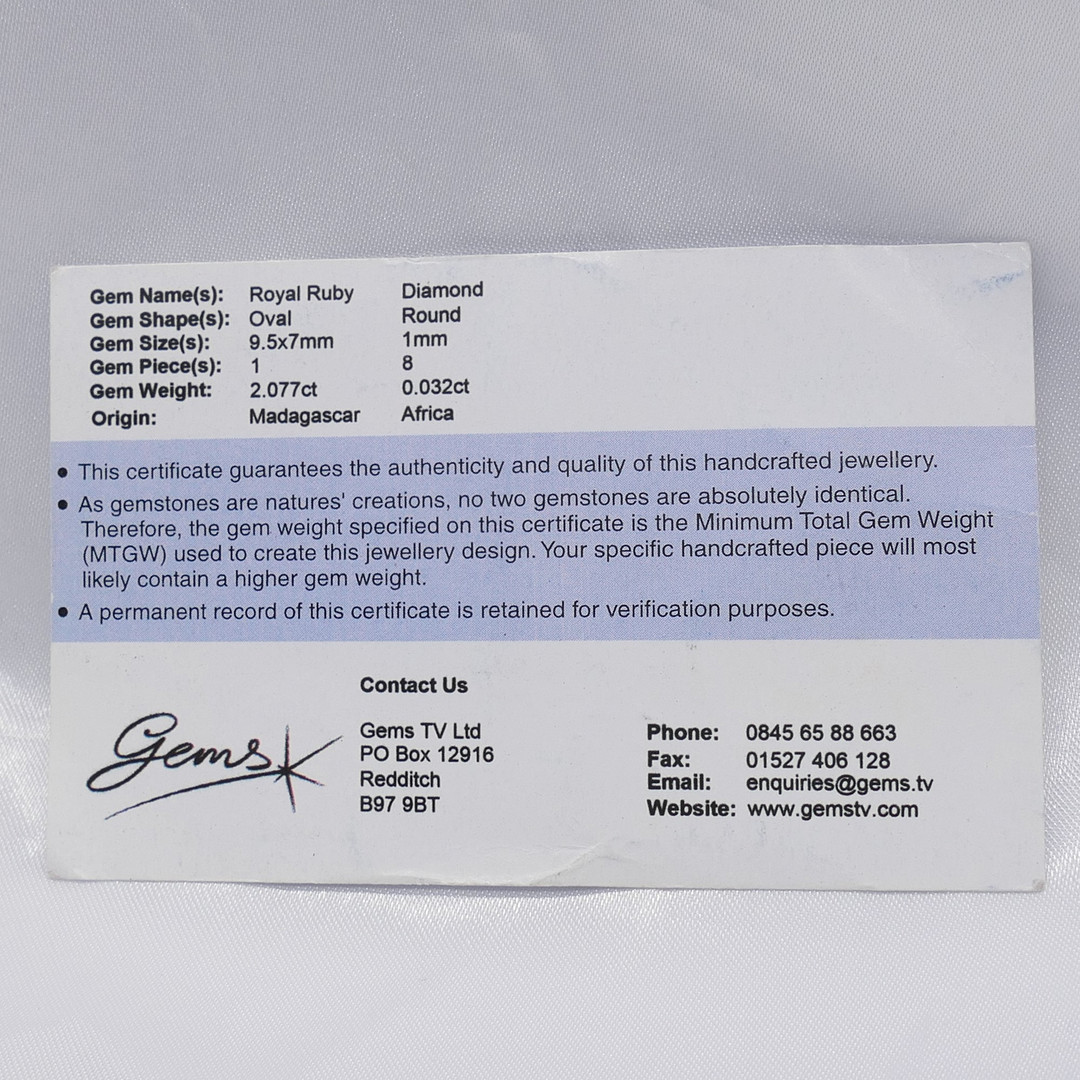 Gem Name(s): Royal Ruby Diamond
Gem Shape(s): Oval Round
Gem Size(s): 9.5x7mm 1mm
Gem Piece(s): 1 8
Gem Weight: 2.077ct 0.032ct
Origin: Madagascar Africa
• This certificate guarantees the authenticity and quality of this handcrafted jewellery.
• As gemstones are natures' creations, no two gemstones are absolutely identical.
Therefore, the gem weight specified on this certificate is the Minimum Total Gem Weight
(MTGW) used to create this jewellery design. Your specific handcrafted piece will most
likely contain a higher gem weight.
• A permanent record of this certificate is retained for verification purposes.
Gems
Contact Us
Gems TV Ltd
PO Box 12916
Redditch
B97 9BT
Phone: 0845 65 88 663
Fax: 01527 406 128
Email: enquiries@gems.tv
Website: www.gemstv.com